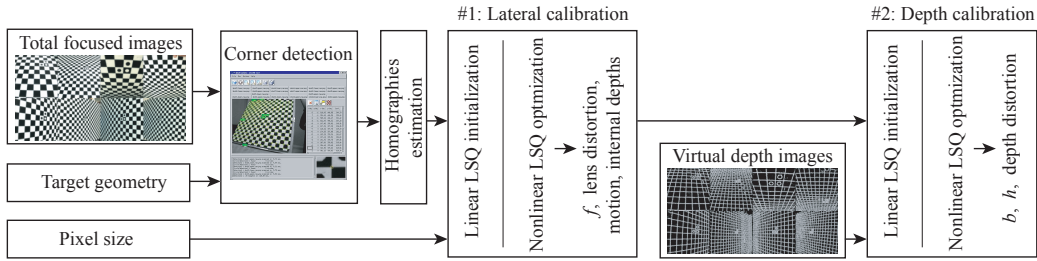 #1: Lateral calibration
#2: Depth calibration
Total focused images
Corner detection
Homographies
estimation
Linear LSQ initialization
Nonlinear LSQ optmization
f, lens distortion,
motion, internal depths
Target geometry
Pixel size
Virtual depth images
Linear LSQ initialization
Nonlinear LSQ optmization
b, h, depth distortion